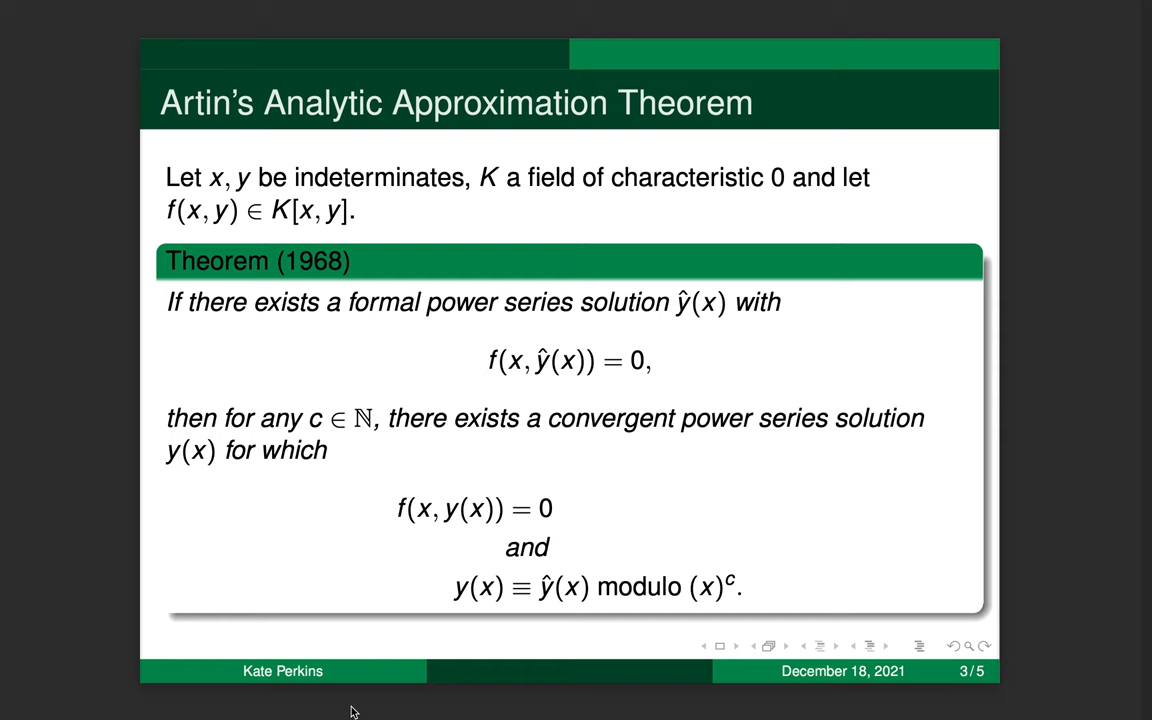 Artin's Analytic Approximation Theorem
Let x, y be indeterminates, K a field of characteristic 0 and let
f(x, y) ∈ K[x, y].
Theorem (1968)
If there exists a formal power series solution ŷ(x) with
f(x, ŷ(x)) = 0,
then for any c ∈ ℕ, there exists a convergent power series solution
y(x) for which
f(x, y(x)) = 0
and
y(x) ≡ ŷ(x) modulo (x)ᶜ.
Kate Perkins December 18, 2021 3 / 5